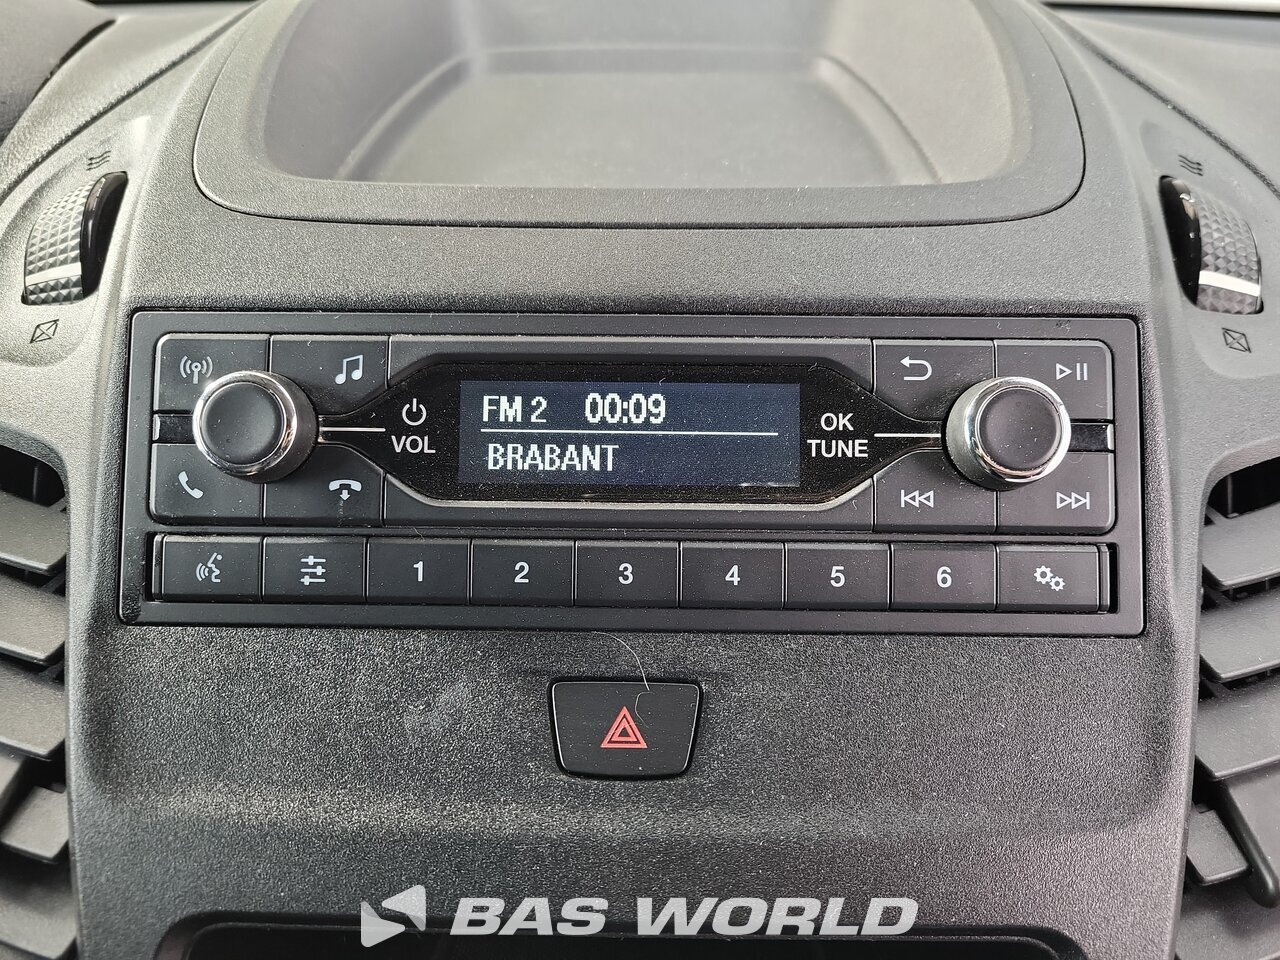 FM 2 00:09
BRABANT
VOL
OK
TUNE
1 2 3 4 5 6
BAS WORLD